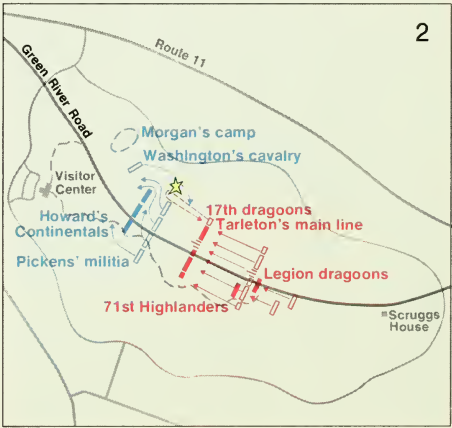 2
Route 11
Green River Road
Morgan's camp
Washington's cavalry
Visitor
Center
17th dragoons
Howard's
Continentals
Tarleton's main line
Pickens' militia
Legion dragoons
71st Highlanders
Scruggs
House